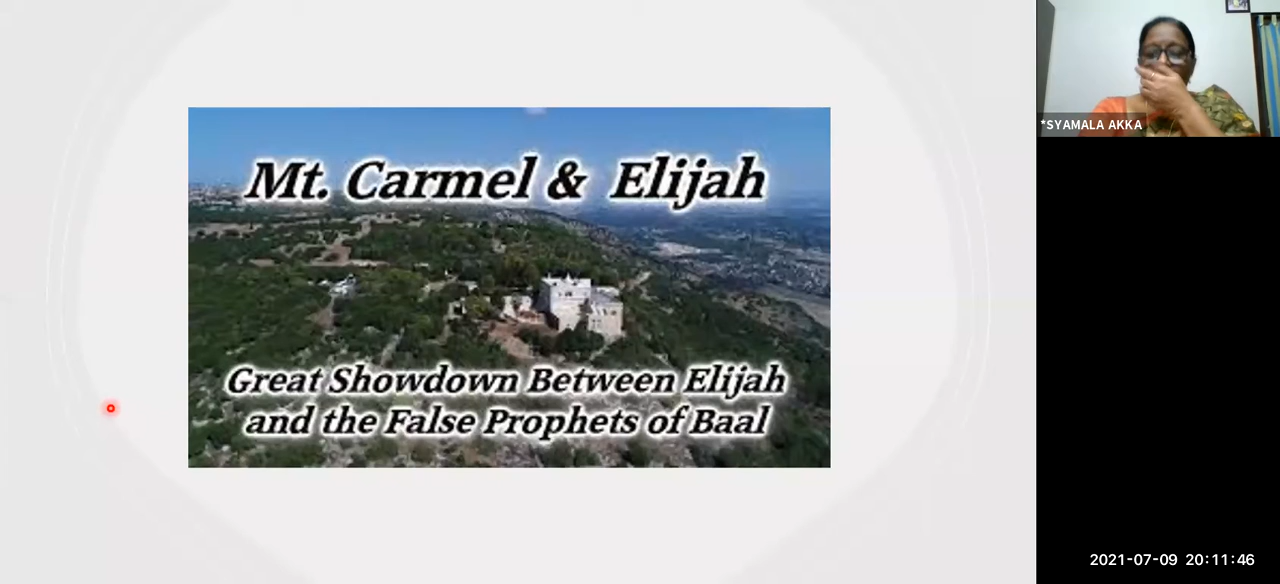 Mt. Carmel & Elijah
Great Showdown Between Elijah
and the False Prophets of Baal
*SYAMALA AKKA
2021-07-09 20:11:46